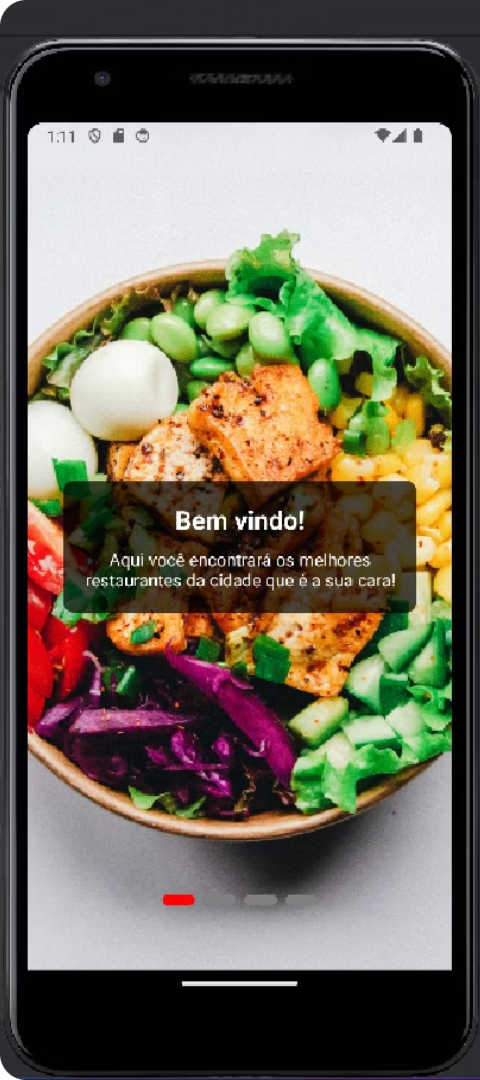 1:11
Bem vindo!
Aqui você encontrará os melhores
restaurantes da cidade que é a sua cara!